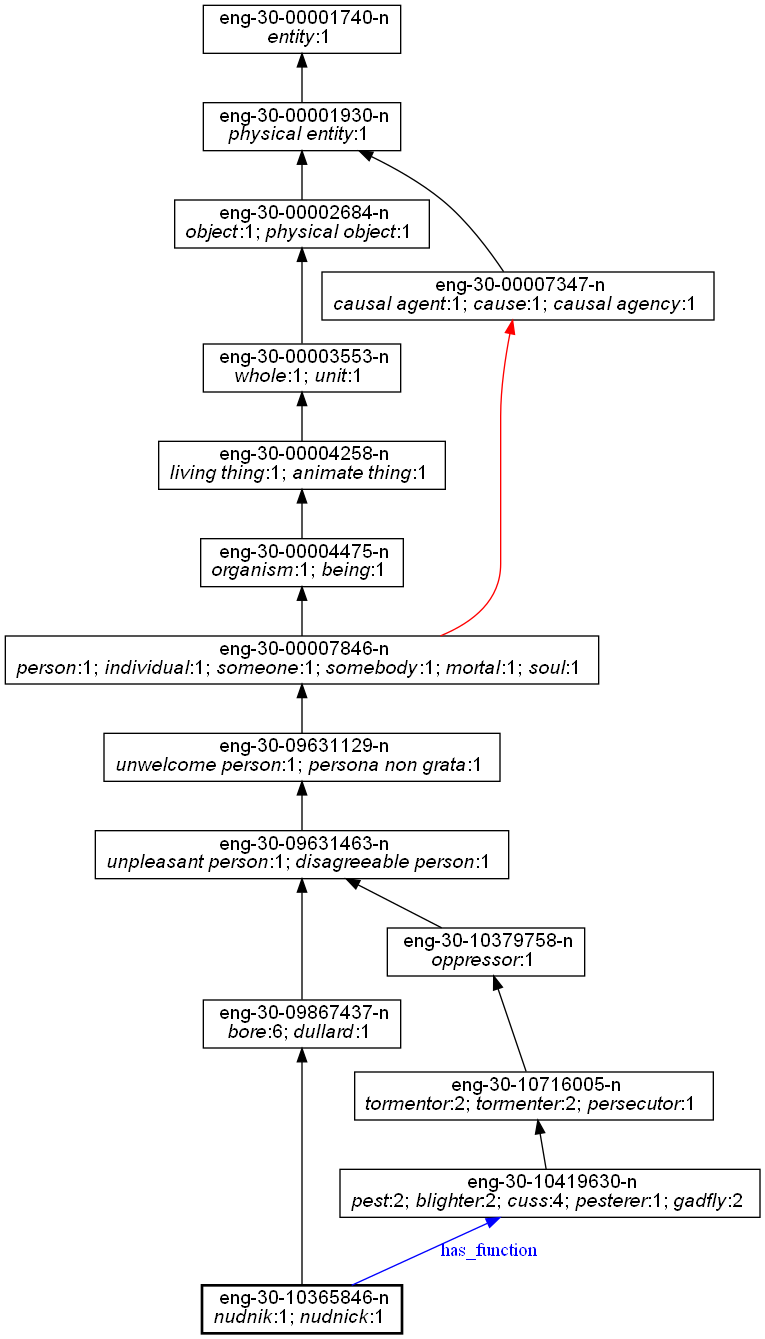 eng-30-00001740-n
entity:1
eng-30-00001930-n
physical entity:1
eng-30-00002684-n
object:1; physical object:1
eng-30-00007347-n
causal agent:1; cause:1; causal agency:1
eng-30-00003553-n
whole:1; unit:1
eng-30-00004258-n
living thing:1; animate thing:1
eng-30-00004475-n
organism:1; being:1
eng-30-00007846-n
person:1; individual:1; someone:1; somebody:1; mortal:1; soul:1
eng-30-09631129-n
unwelcome person:1; persona non grata:1
eng-30-09631463-n
unpleasant person:1; disagreeable person:1
eng-30-10379758-n
oppressor:1
eng-30-09867437-n
bore:6; dullard:1
eng-30-10716005-n
tormentor:2; tormenter:2; persecutor:1
eng-30-10419630-n
pest:2; blighter:2; cuss:4; pesterer:1; gadfly:2
has_function
eng-30-10365846-n
nudnik:1; nudnick:1